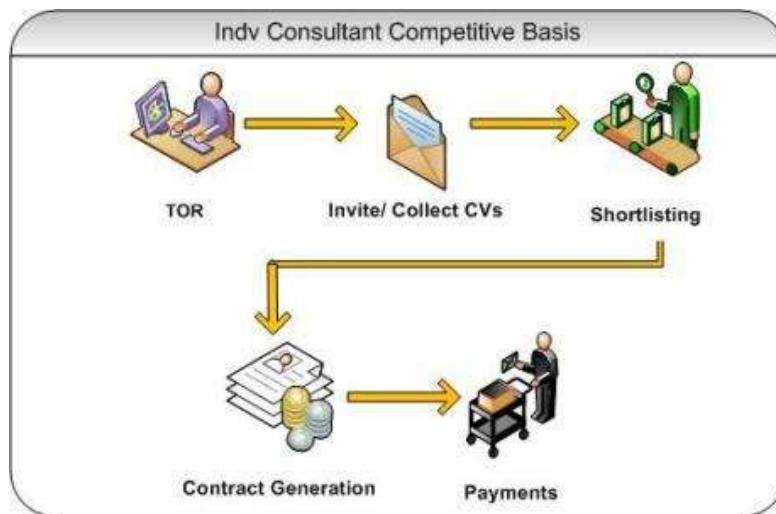 Indv Consultant Competitive Basis
TOR
Invite/ Collect CVs
Shortlisting
Contract Generation
Payments